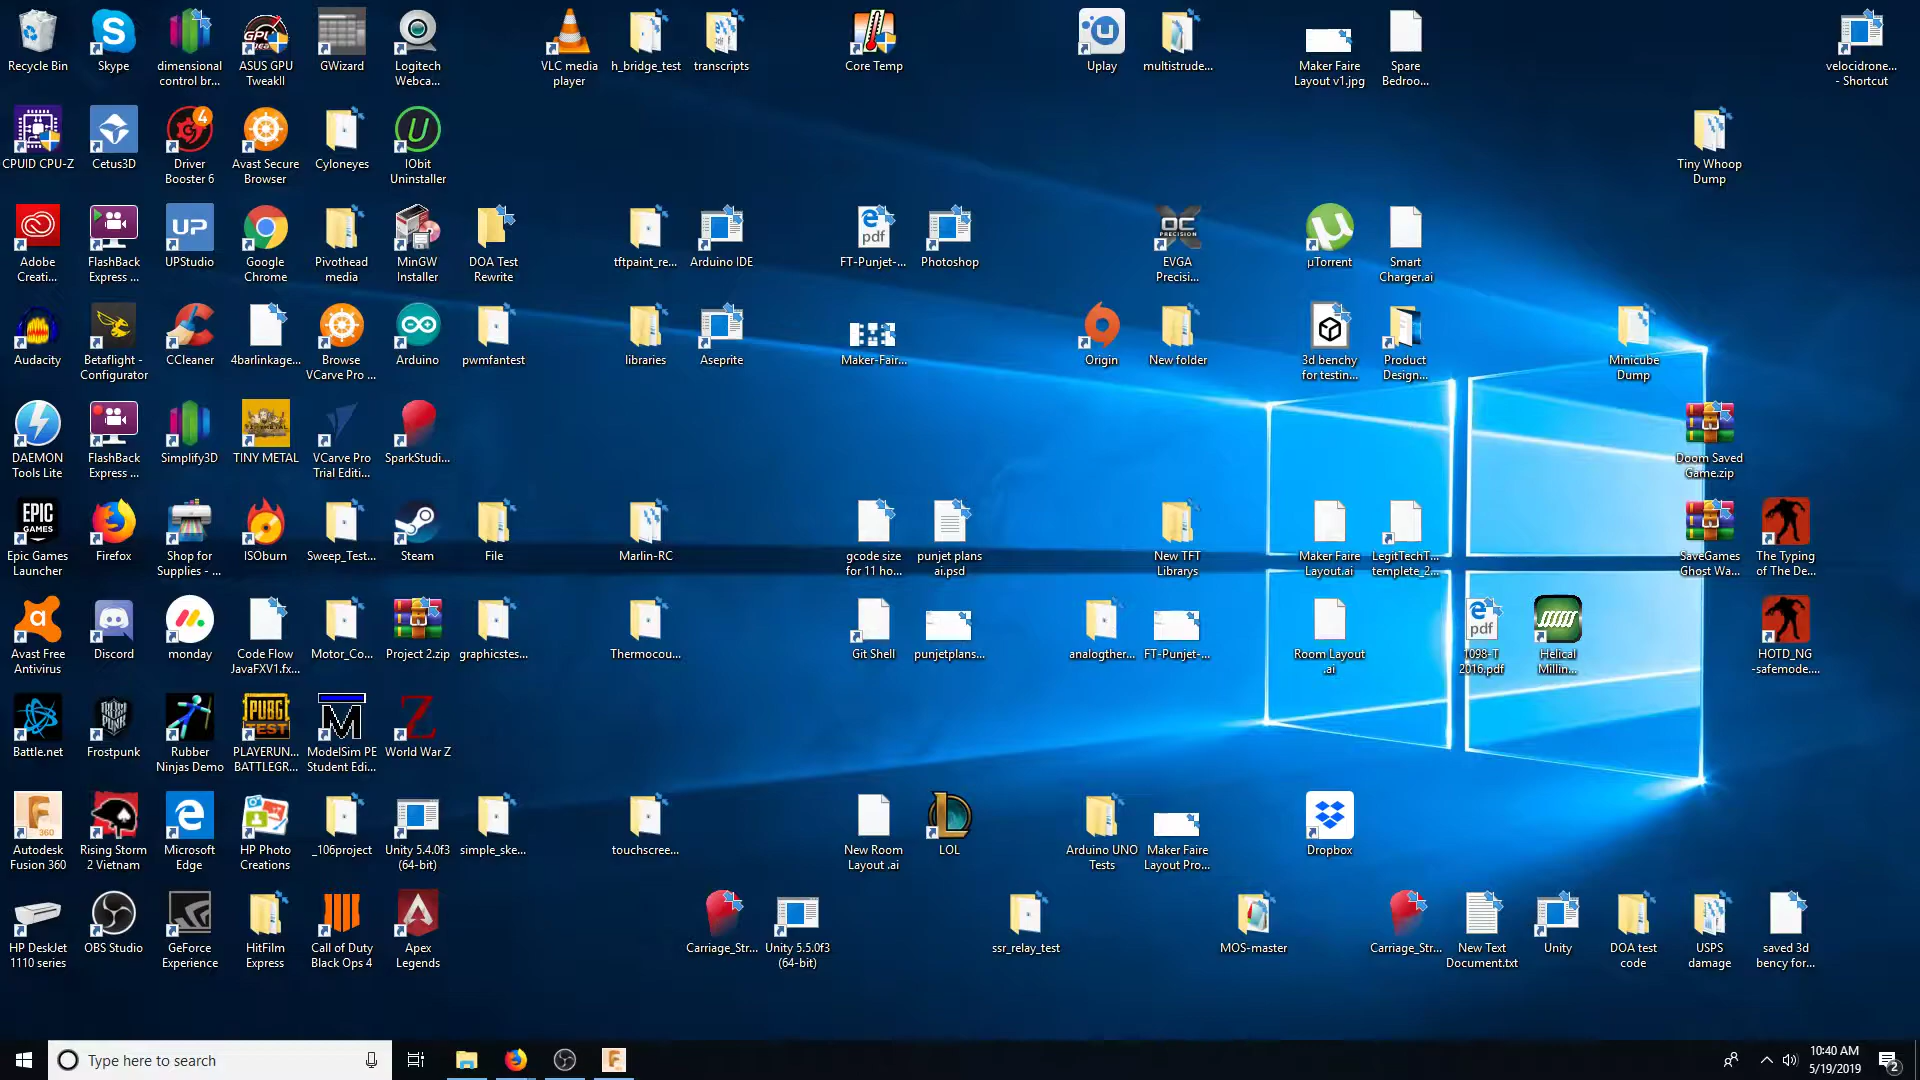 Recycle Bin
Skype
dimensional
control br...
ASUS GPU
TweakII
GWizard
Logitech
Webca...
VLC media
player
h_bridge_test
transcripts
Core Temp
Uplay
multistrude...
Maker Faire
Layout v1.jpg
Spare
Bedroo...
velocidrone...
- Shortcut
CPUID CPU-Z
Cetus3D
4
Driver
Booster 6
Avast Secure
Browser
Cyloneyes
IObit
Uninstaller
Tiny Whoop
Dump
Adobe
Creati...
FlashBack
Express ...
UP
UPStudio
Google
Chrome
Pivothead
media
MinGW
Installer
DOA Test
Rewrite
tftpaint_re...
Arduino IDE
pdf
FT-Punjet-...
Photoshop
OC
PRECISION
EVGA
Precisi...
µTorrent
Smart
Charger.ai
Audacity
Betaflight -
Configurator
CCleaner
4barlinkage...
Browse
VCarve Pro ...
Arduino
pwmfantest
libraries
Aseprite
Maker-Fair...
Origin
New folder
3d benchy
for testin...
Product
Design...
Minicube
Dump
DAEMON
Tools Lite
FlashBack
Express ...
Simplify3D
TINY METAL
VCarve Pro
Trial Editi...
SparkStudi...
Doom Saved
Game.zip
EPIC
GAMES
Epic Games
Launcher
Firefox
Shop for
Supplies - ...
ISOburn
Sweep_Test...
Steam
File
Marlin-RC
gcode size
for 11 ho...
punjet plans
ai.psd
New TFT
Librarys
Maker Faire
Layout.ai
LegitTechT...
templete_2...
SaveGames
Ghost Wa...
The Typing
of The De...
Avast Free
Antivirus
Discord
monday
Code Flow
JavaFXV1.fx...
Motor_Co...
Project 2.zip
graphicstes...
Thermocou...
Git Shell
punjetplans...
analogther...
FT-Punjet-...
Room Layout
.ai
pdf
1098-T
2016.pdf
Helical
Millin...
HOTD_NG
-safemode....
Battle.net
Frostpunk
Rubber
Ninjas Demo
PUBG
TEST
PLAYERUN...
BATTLEGR...
ModelSim PE
Student Edi...
World War Z
360
Autodesk
Fusion 360
Rising Storm
2 Vietnam
Microsoft
Edge
HP Photo
Creations
_106project
Unity 5.4.0f3
(64-bit)
simple_ske...
touchscree...
New Room
Layout .ai
LOL
Arduino UNO
Tests
Maker Faire
Layout Pro...
Dropbox
HP DeskJet
1110 series
OBS Studio
GeForce
Experience
HitFilm
Express
Call of Duty
Black Ops 4
Apex
Legends
Carriage_Str...
Unity 5.5.0f3
(64-bit)
ssr_relay_test
MOS-master
Carriage_Str...
New Text
Document.txt
Unity
DOA test
code
USPS
damage
saved 3d
bency for...
Type here to search
10:40 AM
5/19/2019
2